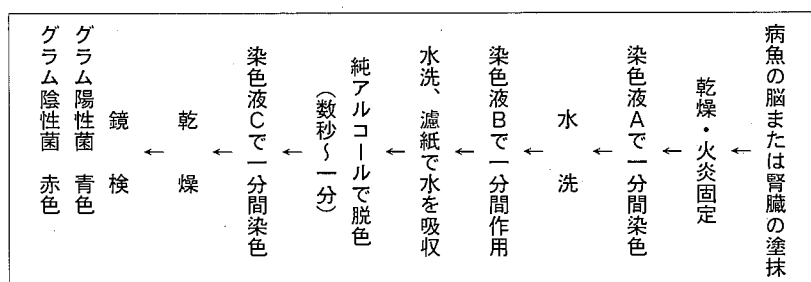 病魚の脳または腎臓の塗抹
↓
乾燥・火炎固定
↓
染色液Aで一分間染色
↓
水洗
↓
染色液Bで一分間作用
↓
水洗、濾紙で水を吸収
↓
純アルコールで脱色
（数秒～一分）
↓
染色液Cで一分間染色
↓
乾燥
↓
鏡検
グラム陽性菌　青色
グラム陰性菌　赤色